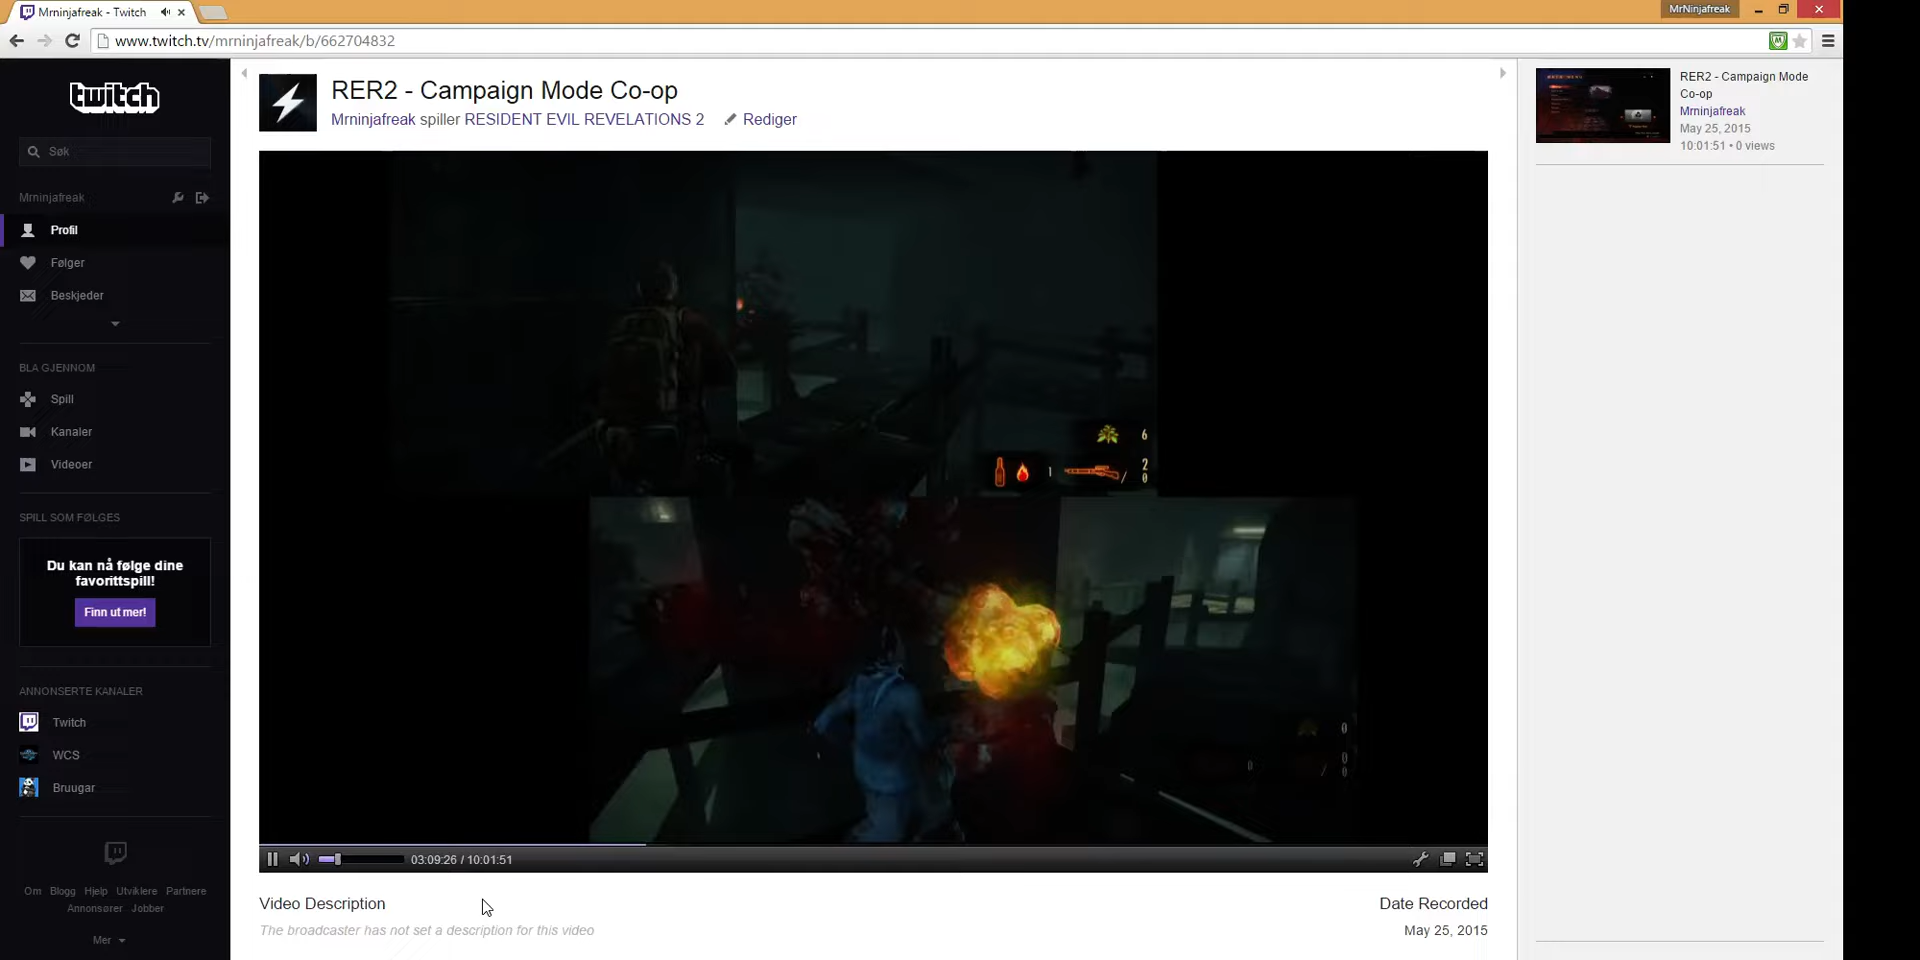 Mrninjafreak - Twitch
MrNinjafreak
www.twitch.tv/mrninjafreak/b/662704832
twitch
Søk
Mrninjafreak
Profil
Følger
Beskjeder
BLA GJENNOM
Spill
Kanaler
Videoer
SPILL SOM FØLGES
Du kan nå følge dine
favorittspill!
Finn ut mer!
ANNONSERTE KANALER
Twitch
WCS
Bruugar
Om Blogg Hjelp Utviklere Partnere
Annonsører Jobber
Mer
RER2 - Campaign Mode Co-op
Mrninjafreak spiller RESIDENT EVIL REVELATIONS 2 Rediger
6
1 / 2
0
0
0 / 0
0
03:09:26 / 10:01:51
Video Description
The broadcaster has not set a description for this video
Date Recorded
May 25, 2015
RER2 - Campaign Mode
Co-op
Mrninjafreak
May 25, 2015
10:01:51 • 0 views